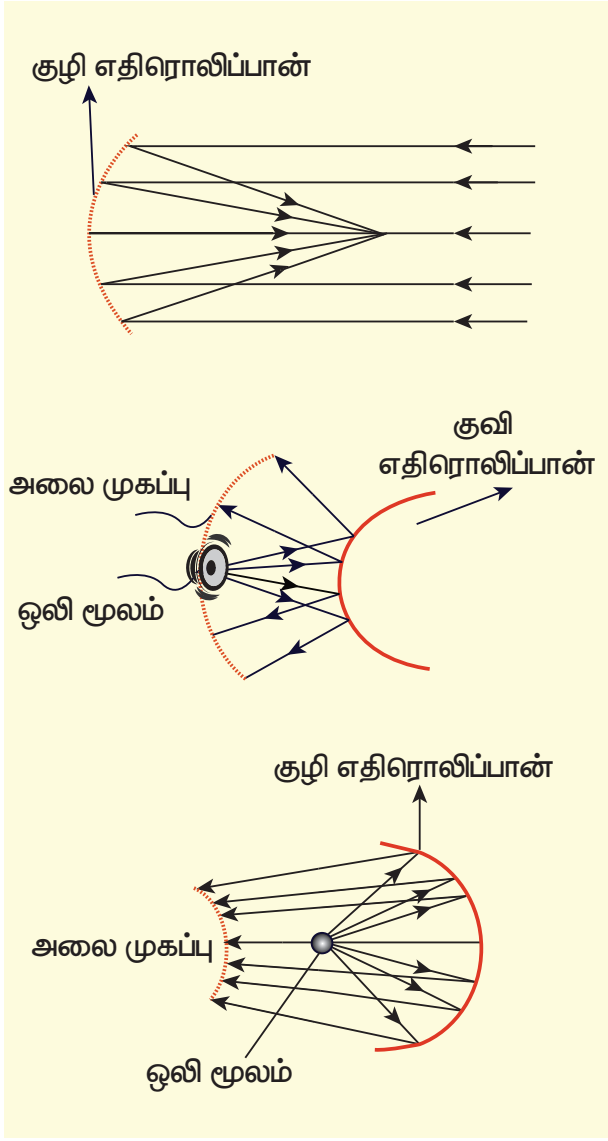 குழி எதிரொலிப்பான்
குவி
எதிரொலிப்பான்
அலை முகப்பு
ஒலி மூலம்
குழி எதிரொலிப்பான்
அலை முகப்பு
ஒலி மூலம்